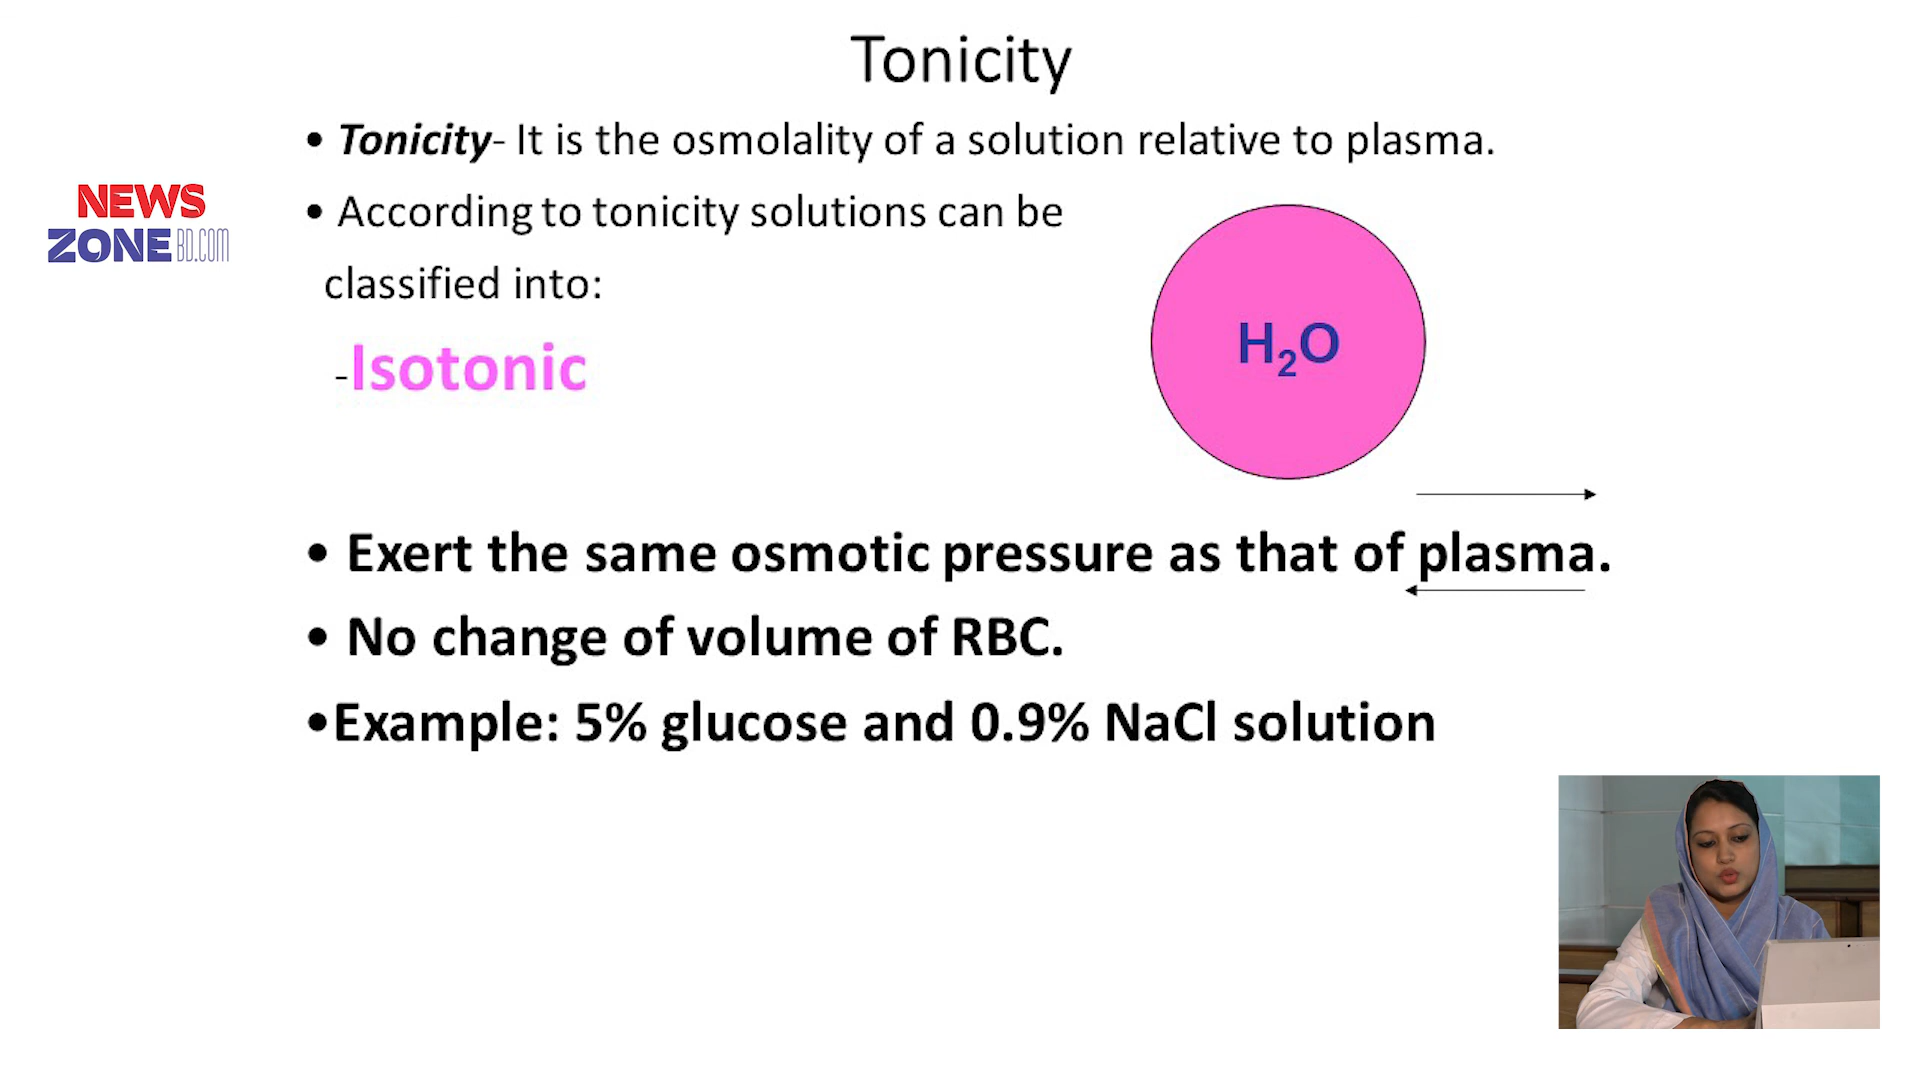 Tonicity
• Tonicity- It is the osmolality of a solution relative to plasma.
• According to tonicity solutions can be
classified into:
-Isotonic
H₂O
• Exert the same osmotic pressure as that of plasma.
• No change of volume of RBC.
•Example: 5% glucose and 0.9% NaCl solution
NEWS
ZONE BD.COM